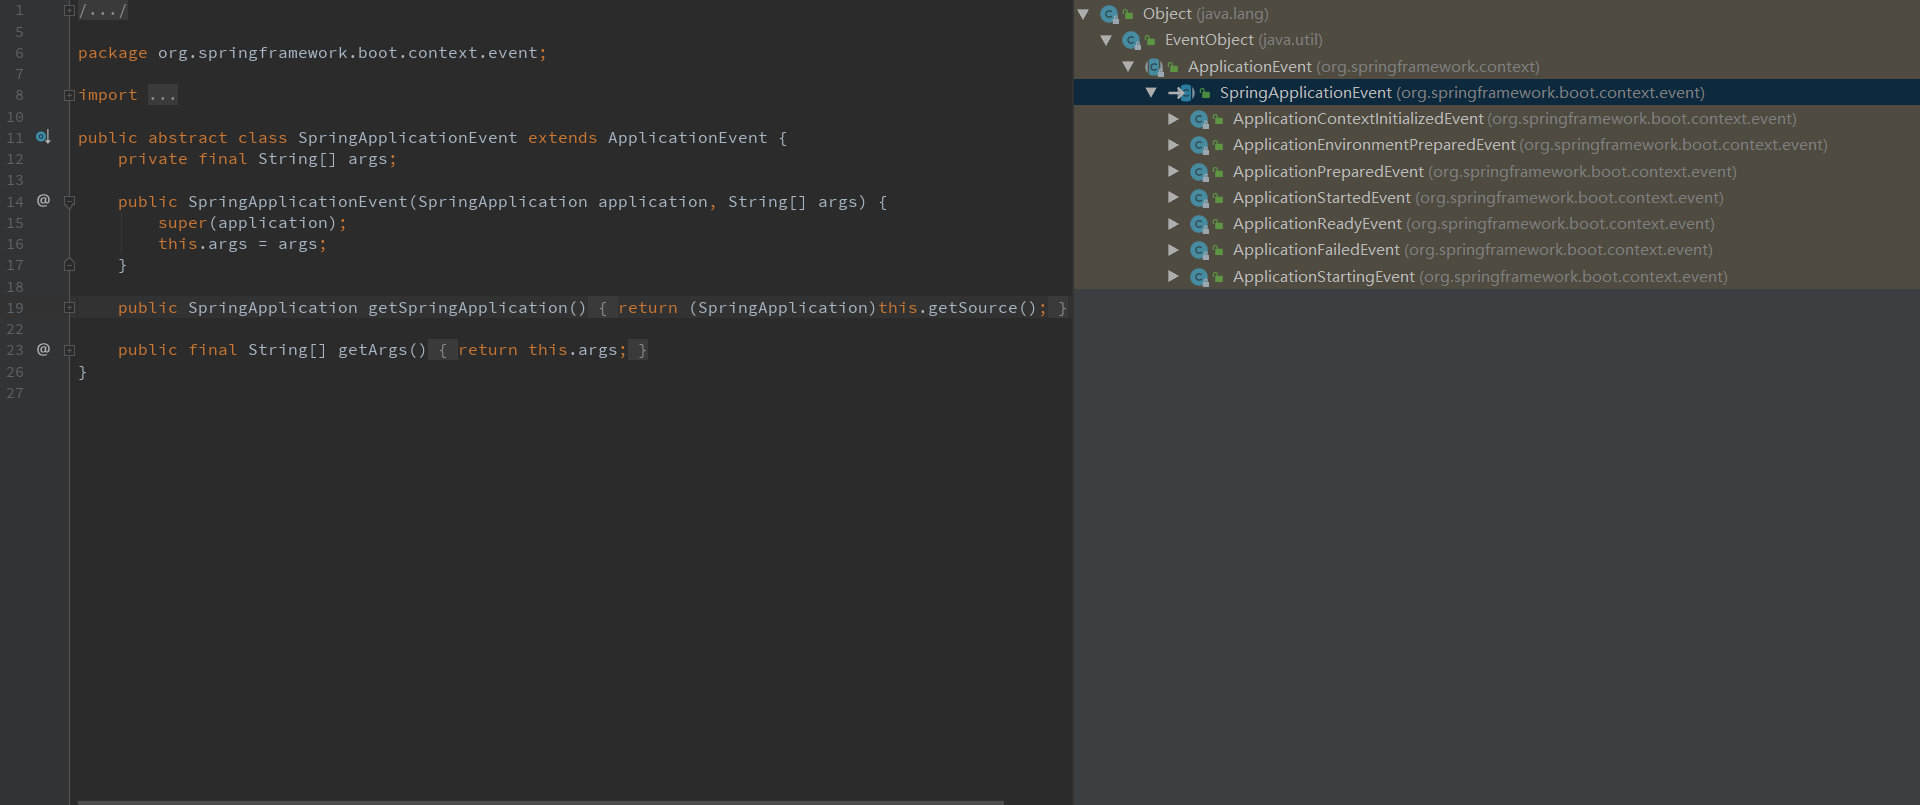 1 /.../
5
6 package org.springframework.boot.context.event;
7
8 import ...
10
11 public abstract class SpringApplicationEvent extends ApplicationEvent {
12 private final String[] args;
13
14 @ public SpringApplicationEvent(SpringApplication application, String[] args) {
15 super(application);
16 this.args = args;
17 }
18
19 public SpringApplication getSpringApplication() { return (SpringApplication)this.getSource(); }
22
23 @ public final String[] getArgs() { return this.args; }
26 }
27
Object (java.lang)
EventObject (java.util)
ApplicationEvent (org.springframework.context)
SpringApplicationEvent (org.springframework.boot.context.event)
ApplicationContextInitializedEvent (org.springframework.boot.context.event)
ApplicationEnvironmentPreparedEvent (org.springframework.boot.context.event)
ApplicationPreparedEvent (org.springframework.boot.context.event)
ApplicationStartedEvent (org.springframework.boot.context.event)
ApplicationReadyEvent (org.springframework.boot.context.event)
ApplicationFailedEvent (org.springframework.boot.context.event)
ApplicationStartingEvent (org.springframework.boot.context.event)